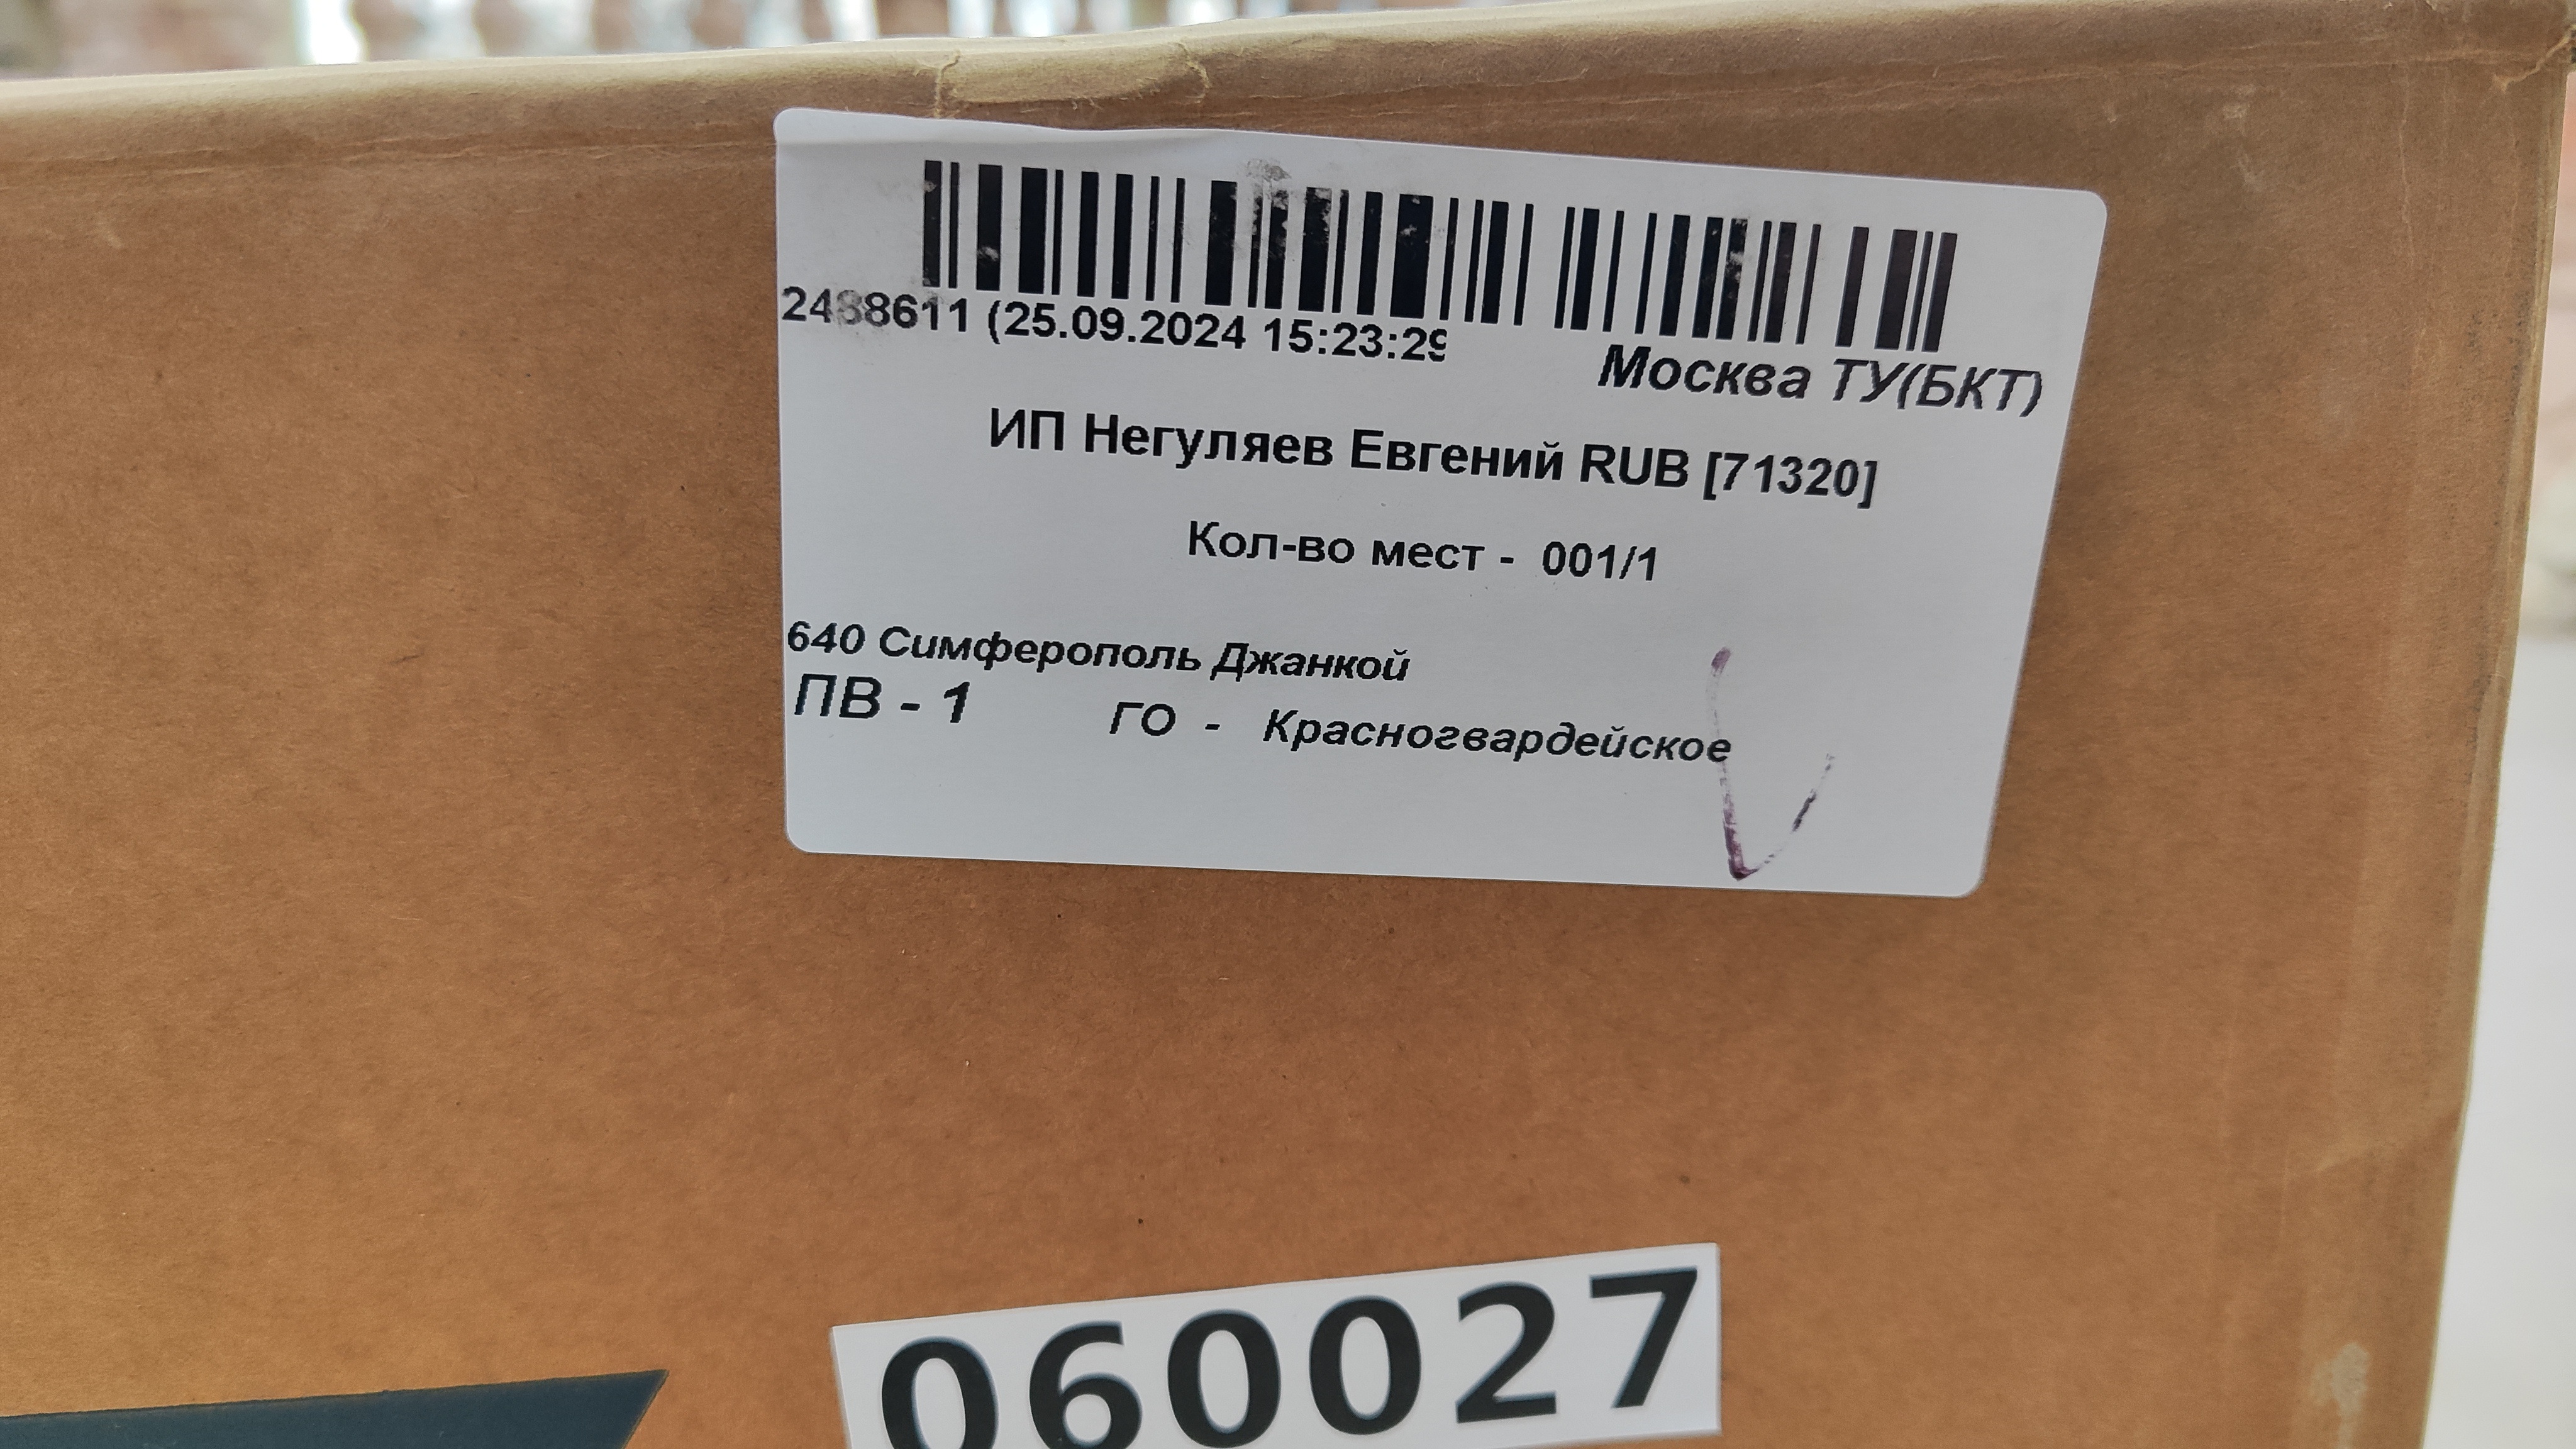 2488611 (25.09.2024 15:23:29
Москва ТУ(БКТ)
ИП Негуляев Евгений RUB [71320]
Кол-во мест - 001/1
640 Симферополь Джанкой
ПВ - 1 ГО - Красногвардейское
060027